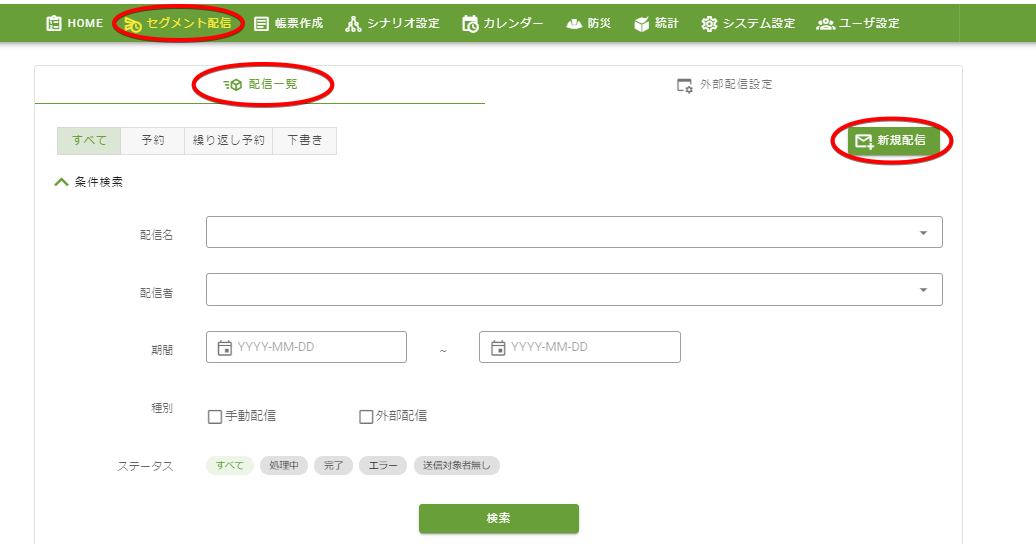 HOME セグメント配信 帳票作成 シナリオ設定 カレンダー 防災 統計 システム設定 ユーザ設定
配信一覧 外部配信設定
すべて 予約 繰り返し予約 下書き 新規配信
条件検索
配信名
配信者
期間 YYYY-MM-DD ~ YYYY-MM-DD
種別 手動配信 外部配信
ステータス すべて 処理中 完了 エラー 送信対象者無し
検索